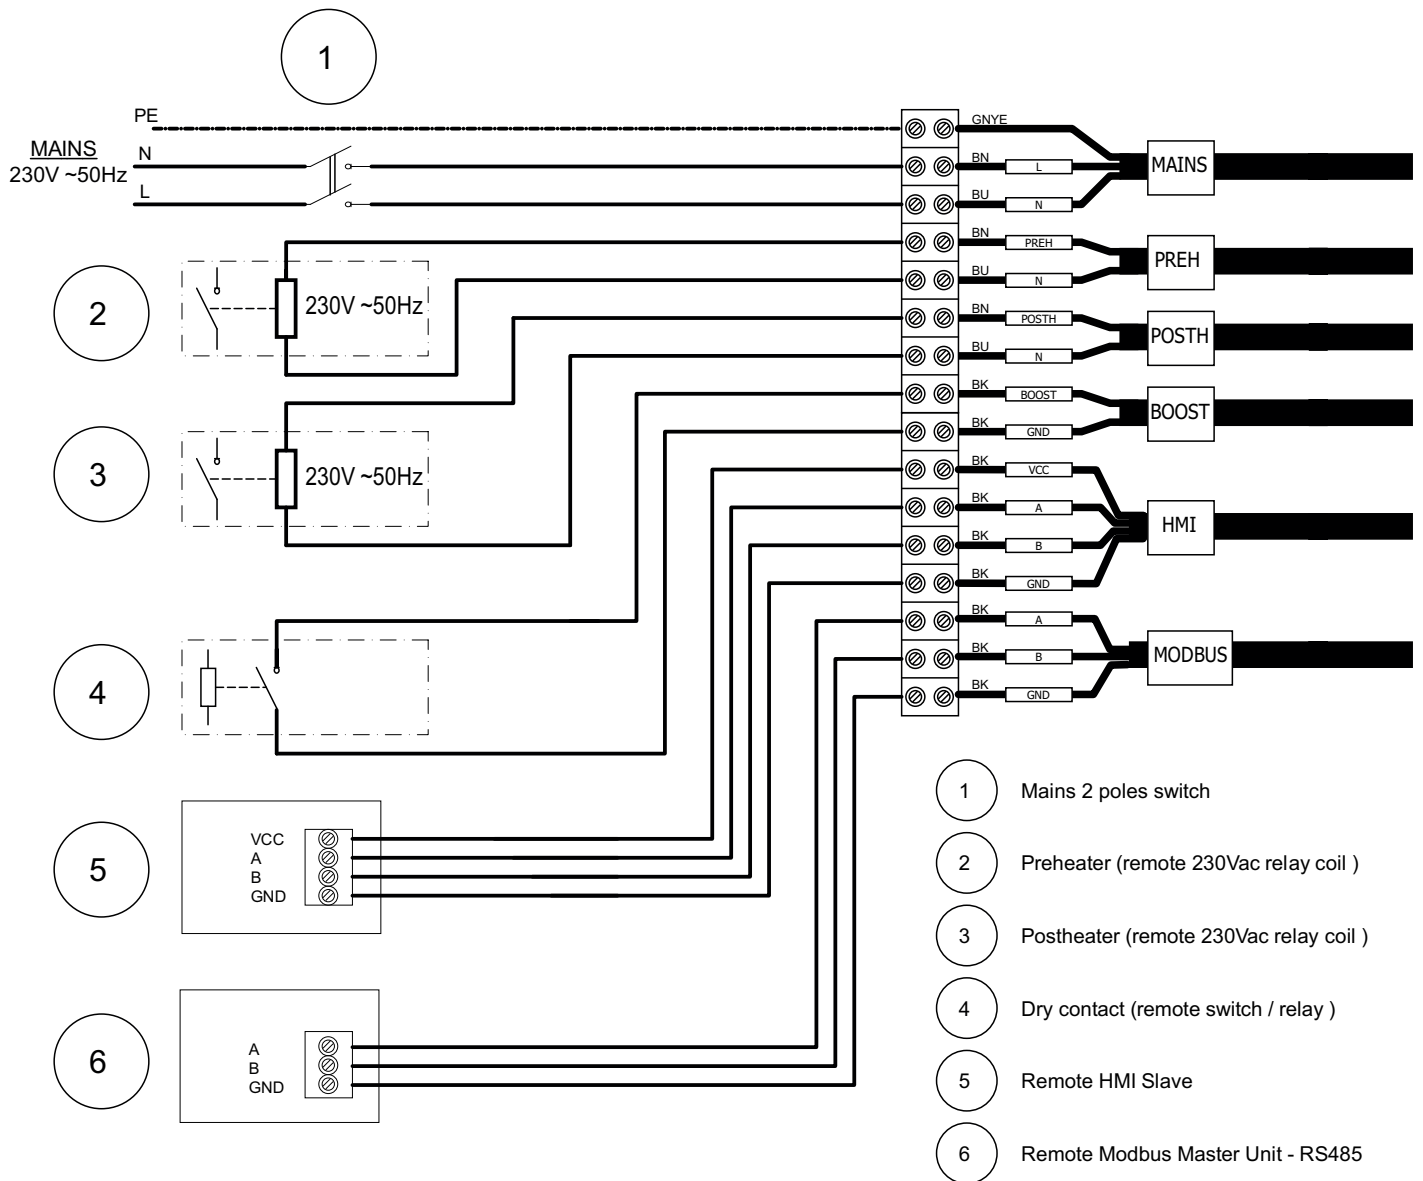 1
PE
MAINS
230V ~50Hz
N
L
GNYE
BN
L
BU
N
MAINS
BN
PREH
BU
N
PREH
BN
POSTH
BU
N
POSTH
BK
BOOST
BK
GND
BOOST
BK
VCC
BK
A
BK
B
BK
GND
HMI
BK
A
BK
B
BK
GND
MODBUS
2
230V ~50Hz
3
230V ~50Hz
4
5
VCC
A
B
GND
6
A
B
GND
1 Mains 2 poles switch
2 Preheater (remote 230Vac relay coil )
3 Postheater (remote 230Vac relay coil )
4 Dry contact (remote switch / relay )
5 Remote HMI Slave
6 Remote Modbus Master Unit - RS485